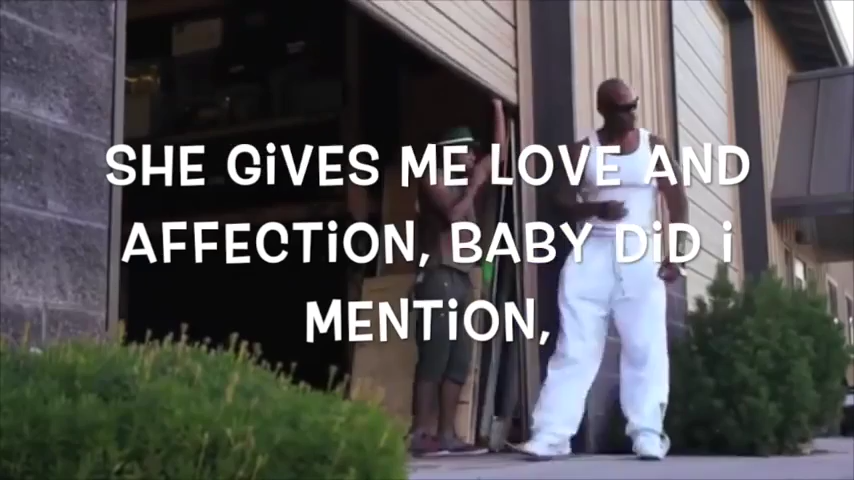 SHE GiVES ME LOVE AND
AFFECTiON, BABY DiD i
MENTiON,